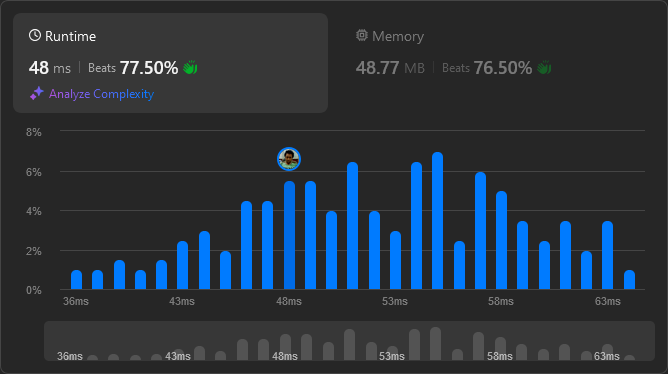 Runtime
48 ms Beats 77.50%
Analyze Complexity
Memory
48.77 MB Beats 76.50%
8%
6%
4%
2%
0%
36ms 43ms 48ms 53ms 58ms 63ms
36ms 43ms 48ms 53ms 58ms 63ms